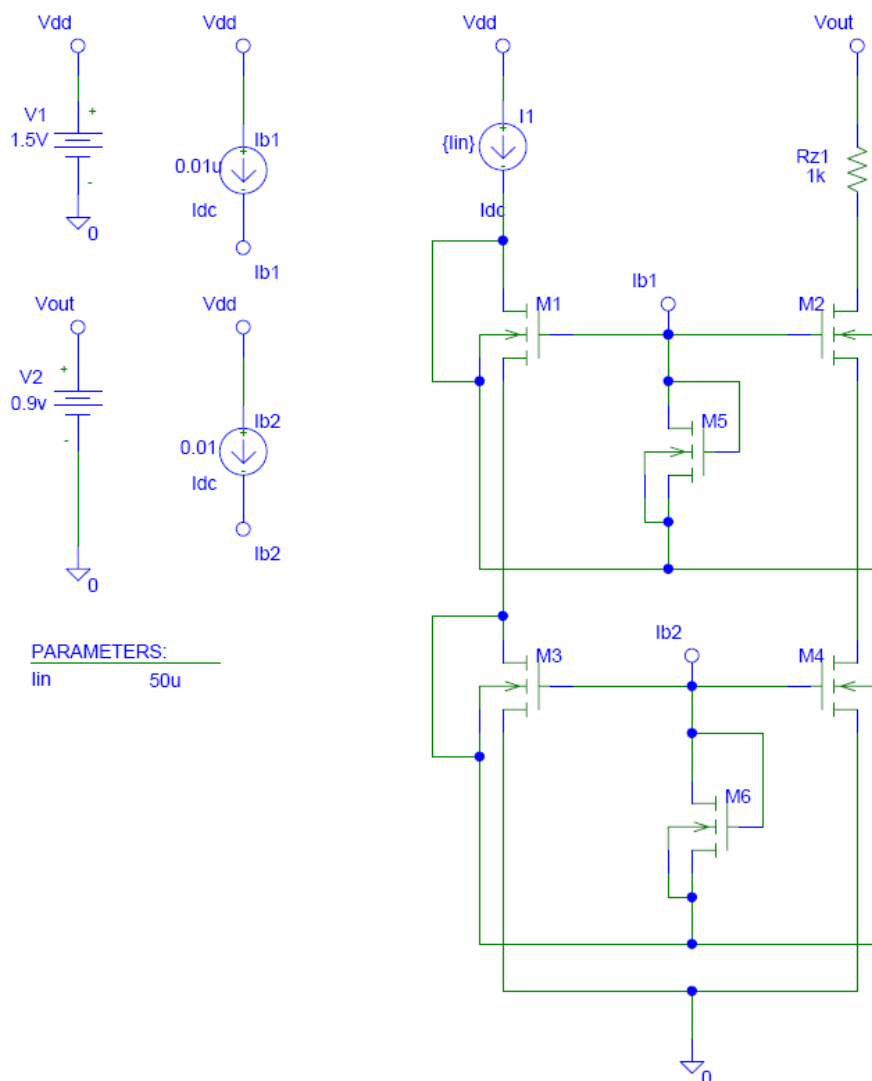 Vdd
Vdd
Vdd
Vout
V1
1.5V
+
-
0
Ib1
+
0.01u
-
Idc
Ib1
I1
+
{Iin}
-
Idc
Rz1
1k
Vout
Vdd
V2
0.9v
+
-
0
Ib2
+
0.01
-
Idc
Ib2
Ib1
M1
M2
M5
PARAMETERS:
Iin 50u
Ib2
M3
M4
M6
0